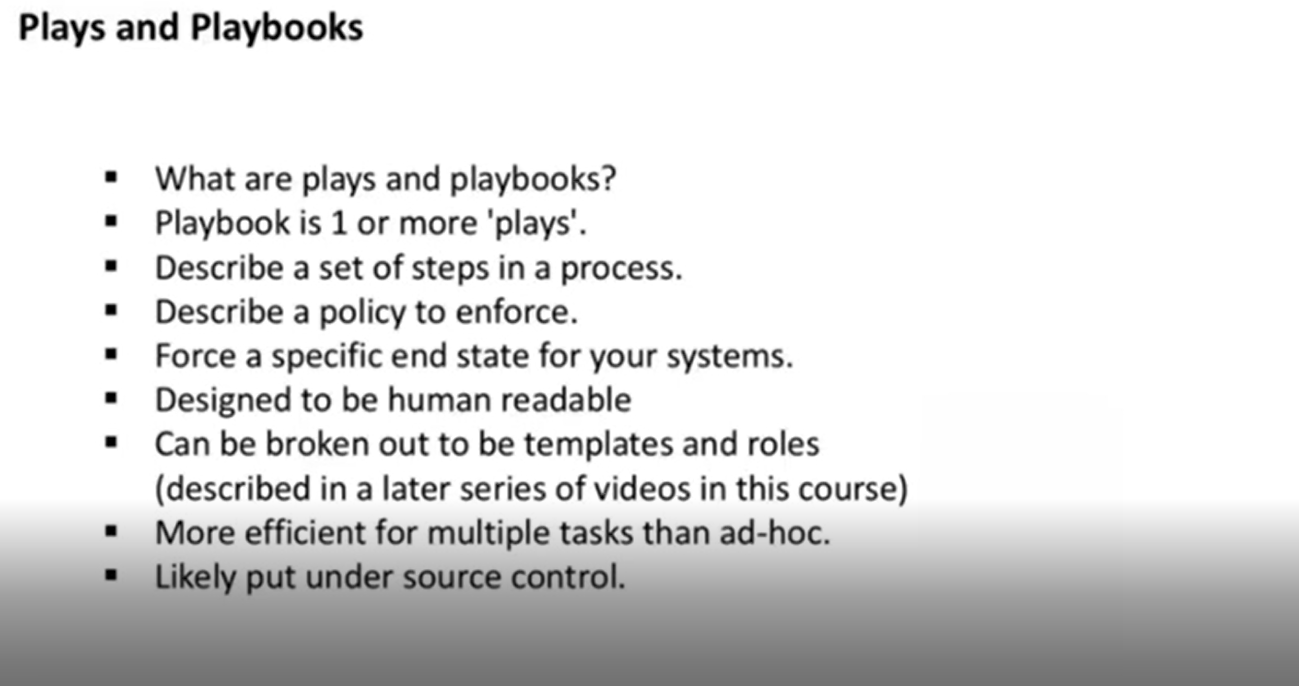 Plays and Playbooks
▪ What are plays and playbooks?
▪ Playbook is 1 or more 'plays'.
▪ Describe a set of steps in a process.
▪ Describe a policy to enforce.
▪ Force a specific end state for your systems.
▪ Designed to be human readable
▪ Can be broken out to be templates and roles
(described in a later series of videos in this course)
▪ More efficient for multiple tasks than ad-hoc.
▪ Likely put under source control.